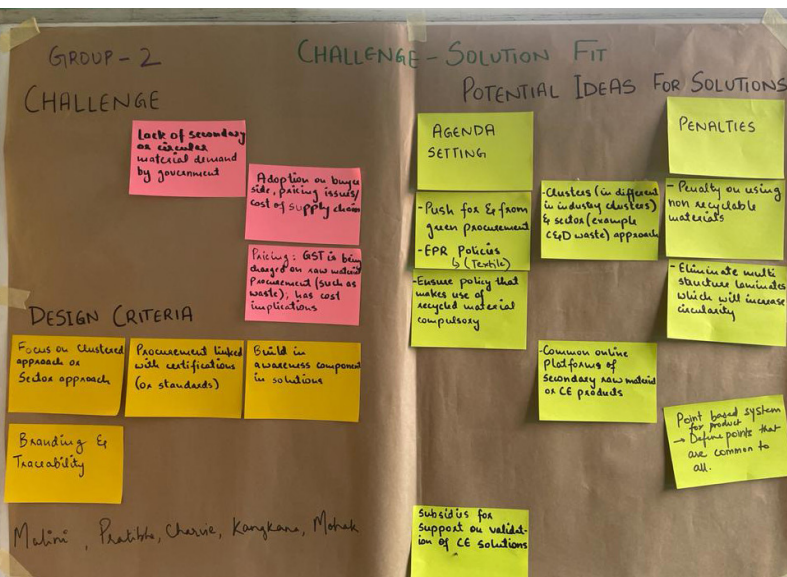 GROUP - 2
CHALLENGE - SOLUTION FIT
CHALLENGE
Lack of secondary
or circular
material demand
by government
Adoption on buyer
side, pricing issues/
cost of supply chain
Pricing: GST is being
charged on raw material
Procurement (such as
waste), has cost
implications
DESIGN CRITERIA
Focus on Clustered
approach or
Sector approach
Procurement linked
with certifications
(or standards)
Build in
awareness component
in solutions
Branding &
Traceability
Malini, Pratibha, Cherrie, Kangkana, Mohak
POTENTIAL IDEAS FOR SOLUTIONS
AGENDA
SETTING
- Push for & from
green procurement
- EPR Policies
↳ (Textile)
- Ensure policy that
makes use of
recycled material
compulsory
- Clusters (in different
in industry clusters)
& sector (example
C&D waste) approach
- Common online
platforms of
secondary raw material
or CE products
Subsidies for
support on validat-
ion of CE solutions
PENALTIES
- Penalty on using
non recyclable
materials
- Eliminate multi
structure laminates
which will increase
circularity
Point based system
for product
→ Define points that
are common to
all.